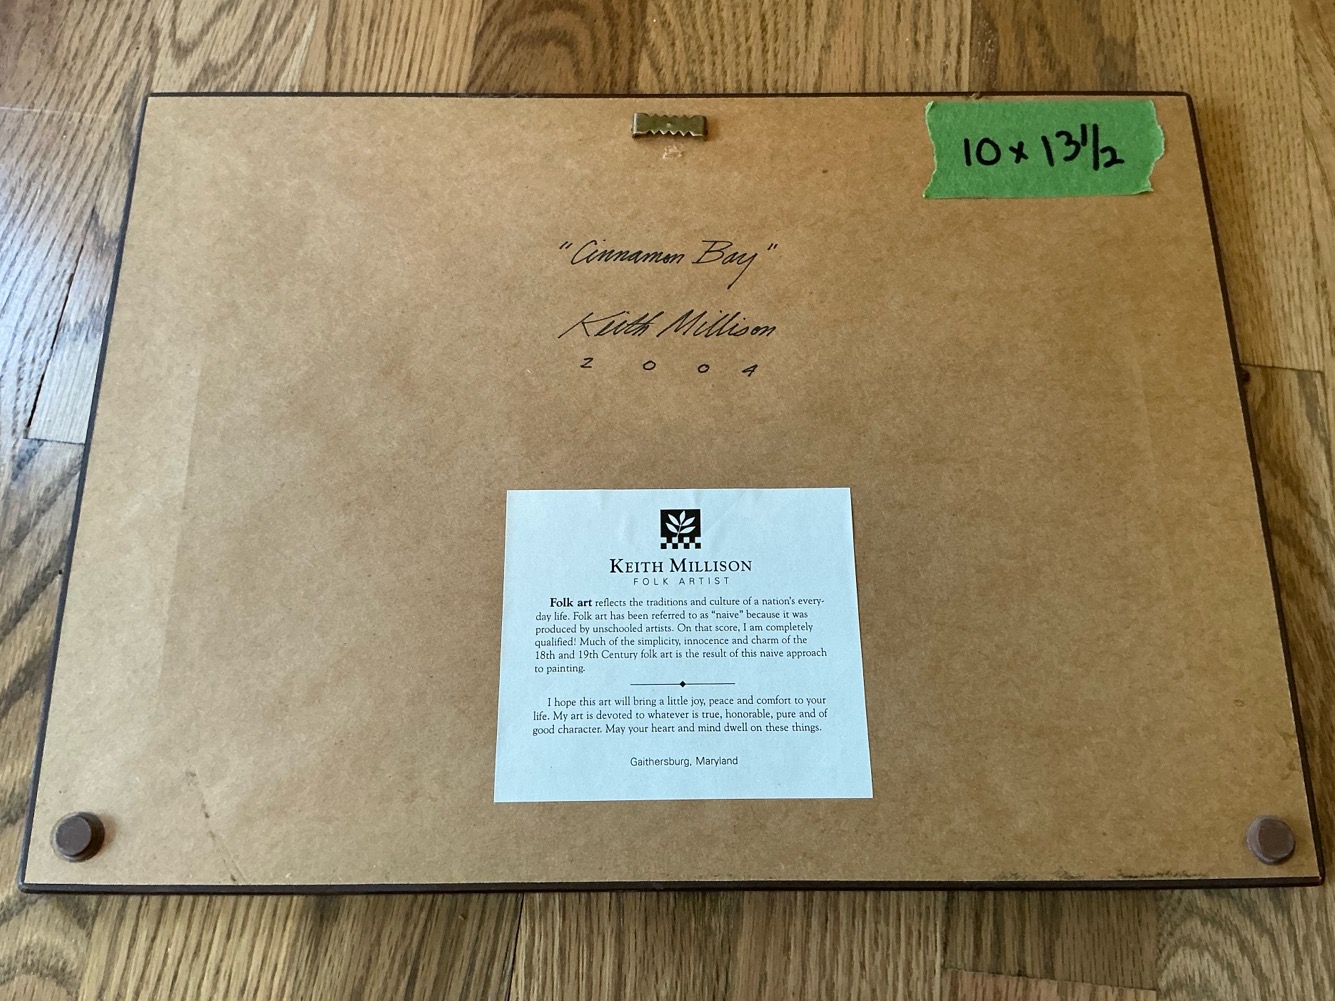 10 x 13 1/2
"Cinnamon Bay"
Keith Millison
2 0 0 4
KEITH MILLISON
FOLK ARTIST
Folk art reflects the traditions and culture of a nation's every-
day life. Folk art has been referred to as "naive" because it was
produced by unschooled artists. On that score, I am completely
qualified! Much of the simplicity, innocence and charm of the
18th and 19th Century folk art is the result of this naive approach
to painting.
I hope this art will bring a little joy, peace and comfort to your
life. My art is devoted to whatever is true, honorable, pure and of
good character. May your heart and mind dwell on these things.
Gaithersburg, Maryland